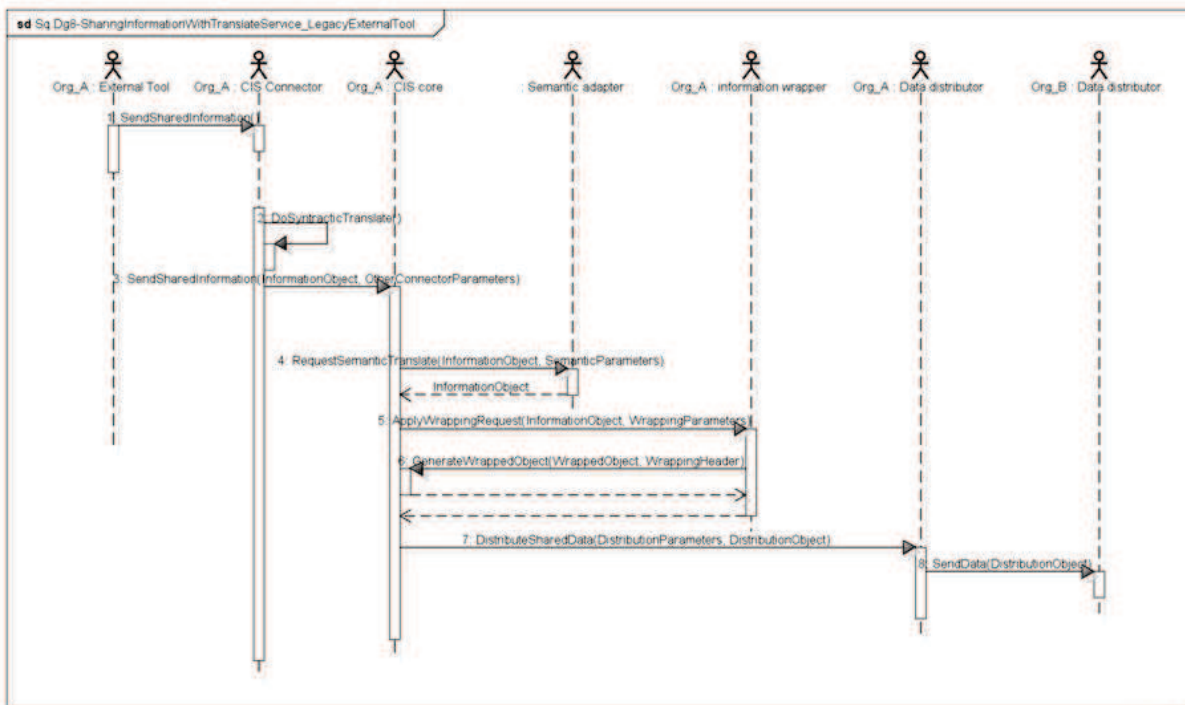 sd Sq.Dg8-SharingInformationWithTranslateService_LegacyExternalTool
Org_A : External Tool
Org_A : CIS Connector
Org_A : CIS core
: Semantic adapter
Org_A : information wrapper
Org_A : Data distributor
Org_B : Data distributor
1: SendSharedInformation()
2: DoSyntracticTranslate()
3: SendSharedInformation(InformationObject, OtherConnectorParameters)
4: RequestSemanticTranslate(InformationObject, SemanticParameters)
InformationObject
5: ApplyWrappingRequest(InformationObject, WrappingParameters)
6: GenerateWrappedObject(WrappedObject, WrappingHeader)
7: DistributeSharedData(DistributionParameters, DistributionObject)
8: SendData(DistributionObject)